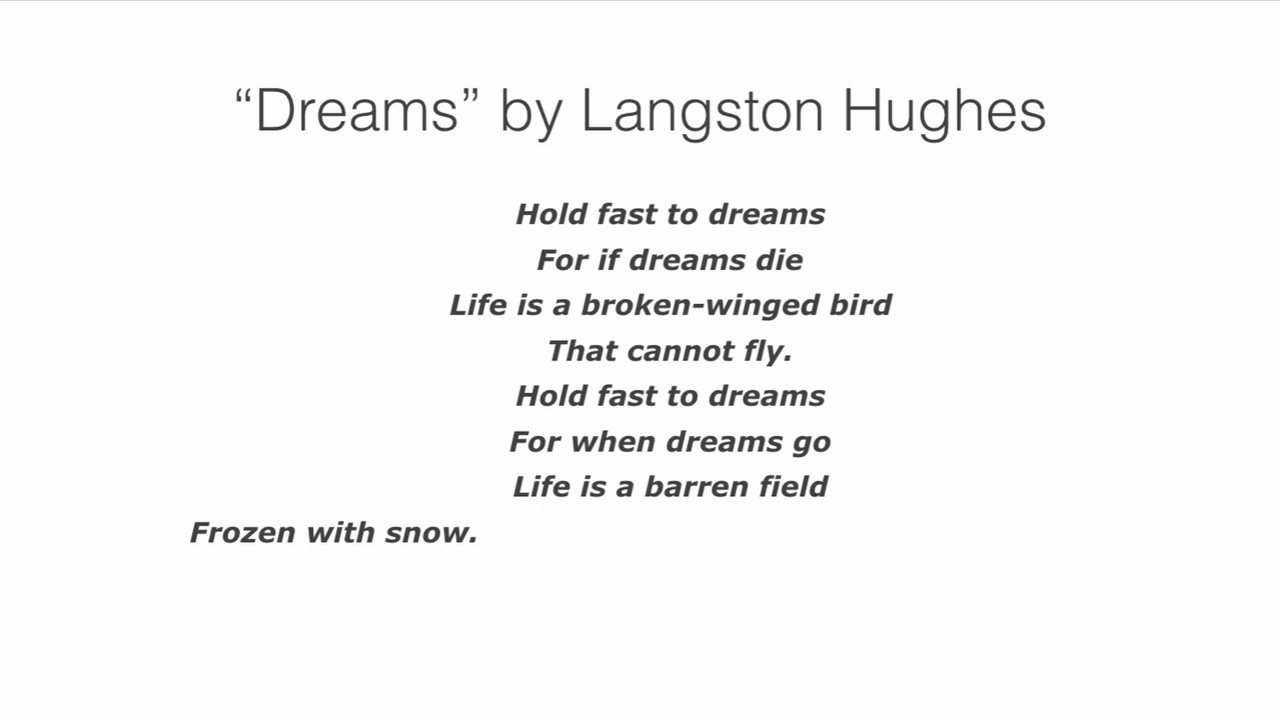 “Dreams” by Langston Hughes
Hold fast to dreams
For if dreams die
Life is a broken-winged bird
That cannot fly.
Hold fast to dreams
For when dreams go
Life is a barren field
Frozen with snow.